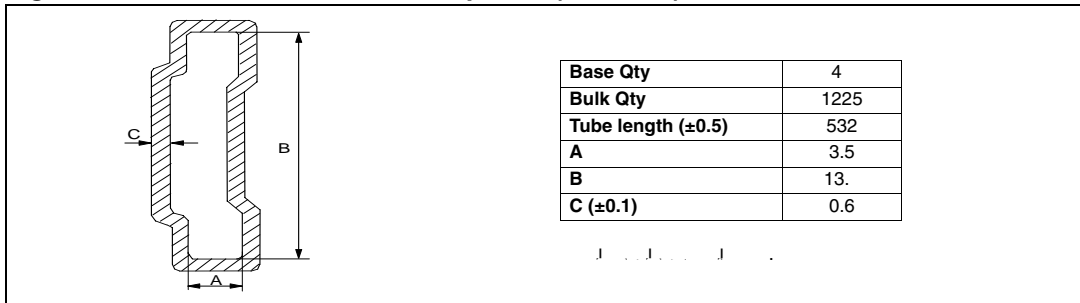 C
B
A
Base Qty 4
Bulk Qty 1225
Tube length (±0.5) 532
A 3.5
B 13.
C (±0.1) 0.6